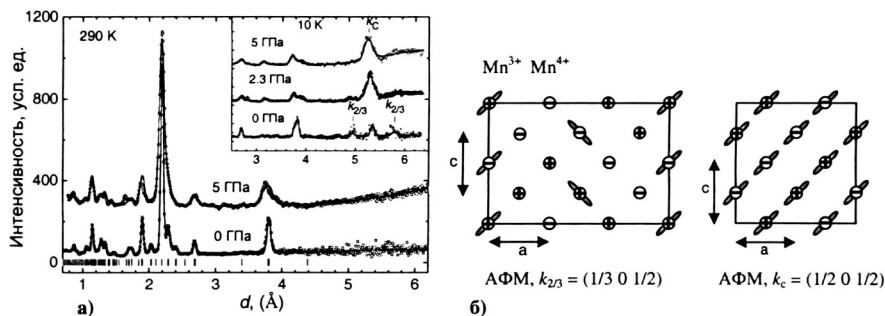 Интенсивность, усл. ед.
1200
800
400
0
290 K
10 K
k_C
5 ГПа
2.3 ГПа
k_{2/3} k_{2/3}
0 ГПа
3 4 5 6
5 ГПа
0 ГПа
1 2 3 4 5 6
d, (Å)
а)
Mn³⁺ Mn⁴⁺
c
a
АФМ, k_{2/3} = (1/3 0 1/2)
c
a
АФМ, k_c = (1/2 0 1/2)
б)